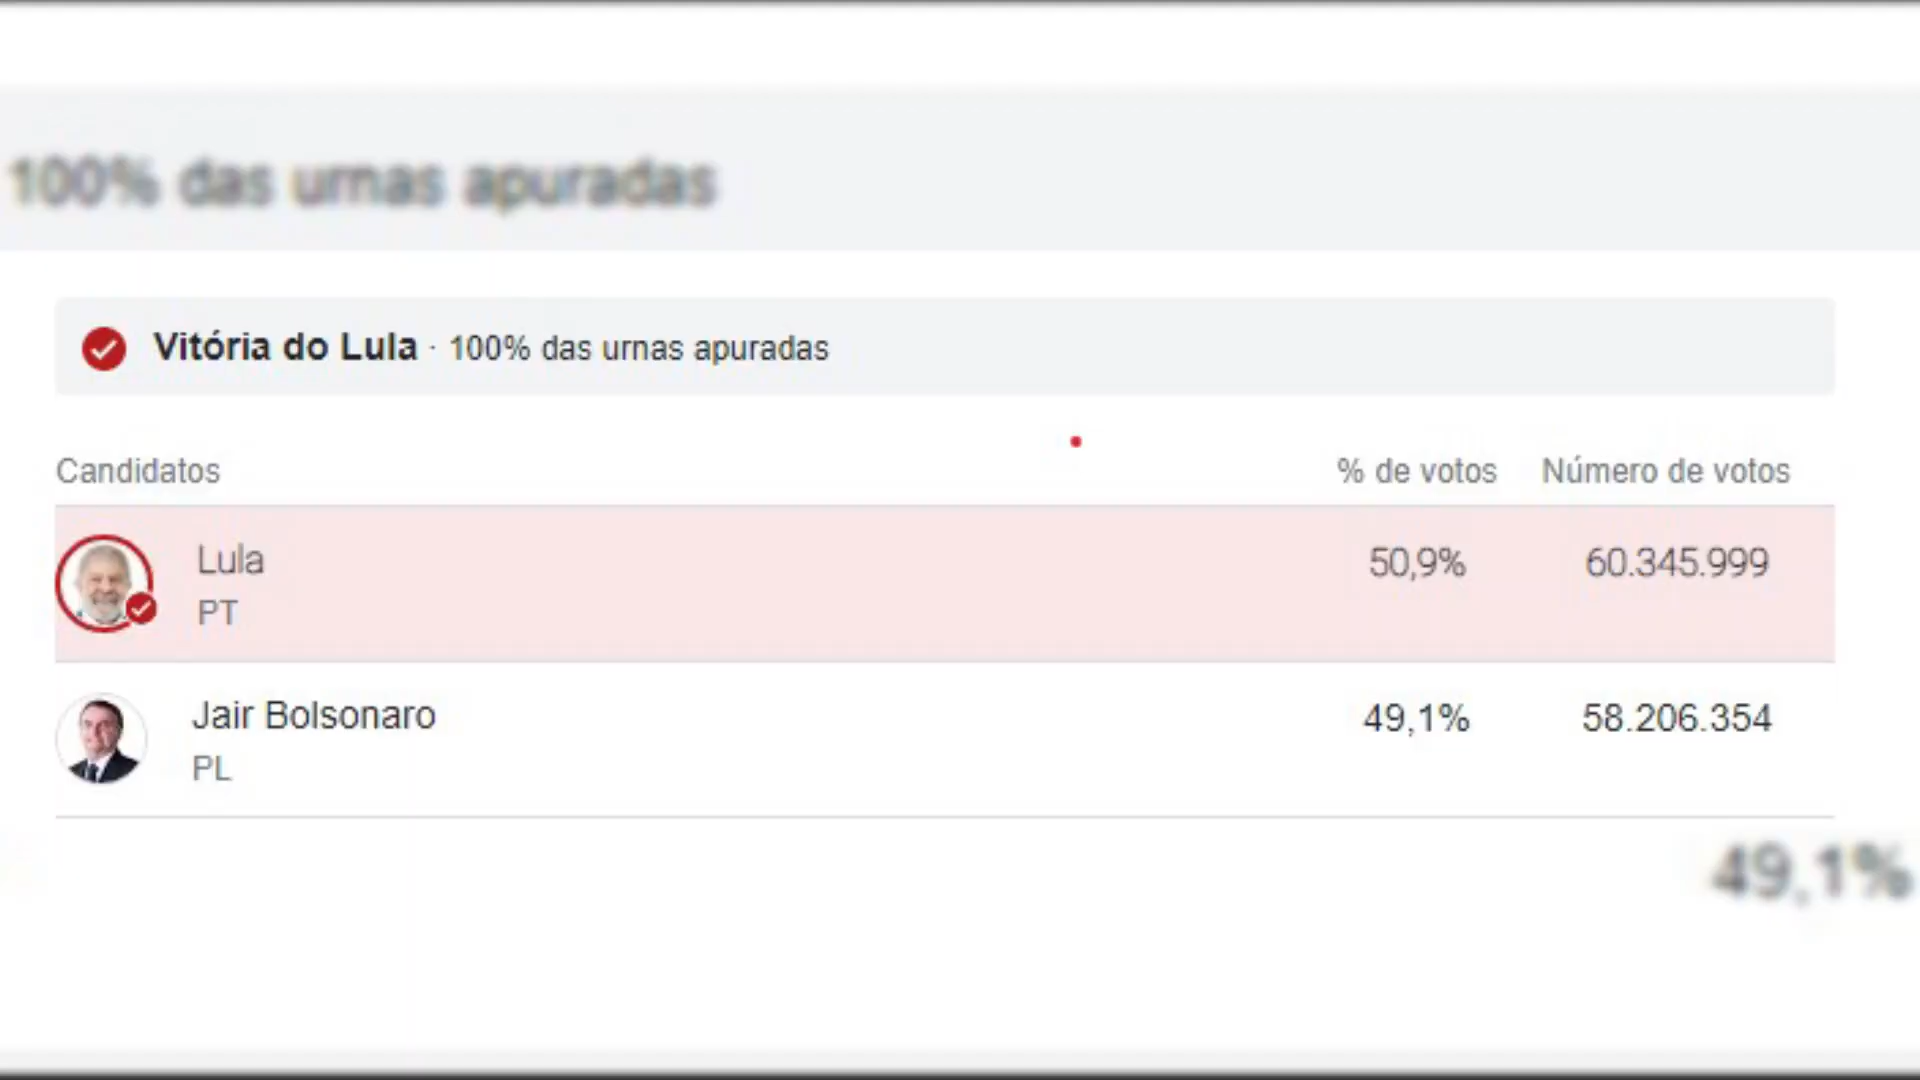 100% das urnas apuradas
Vitória do Lula · 100% das urnas apuradas
Candidatos % de votos Número de votos
Lula 50,9% 60.345.999
PT
Jair Bolsonaro 49,1% 58.206.354
PL
49,1%